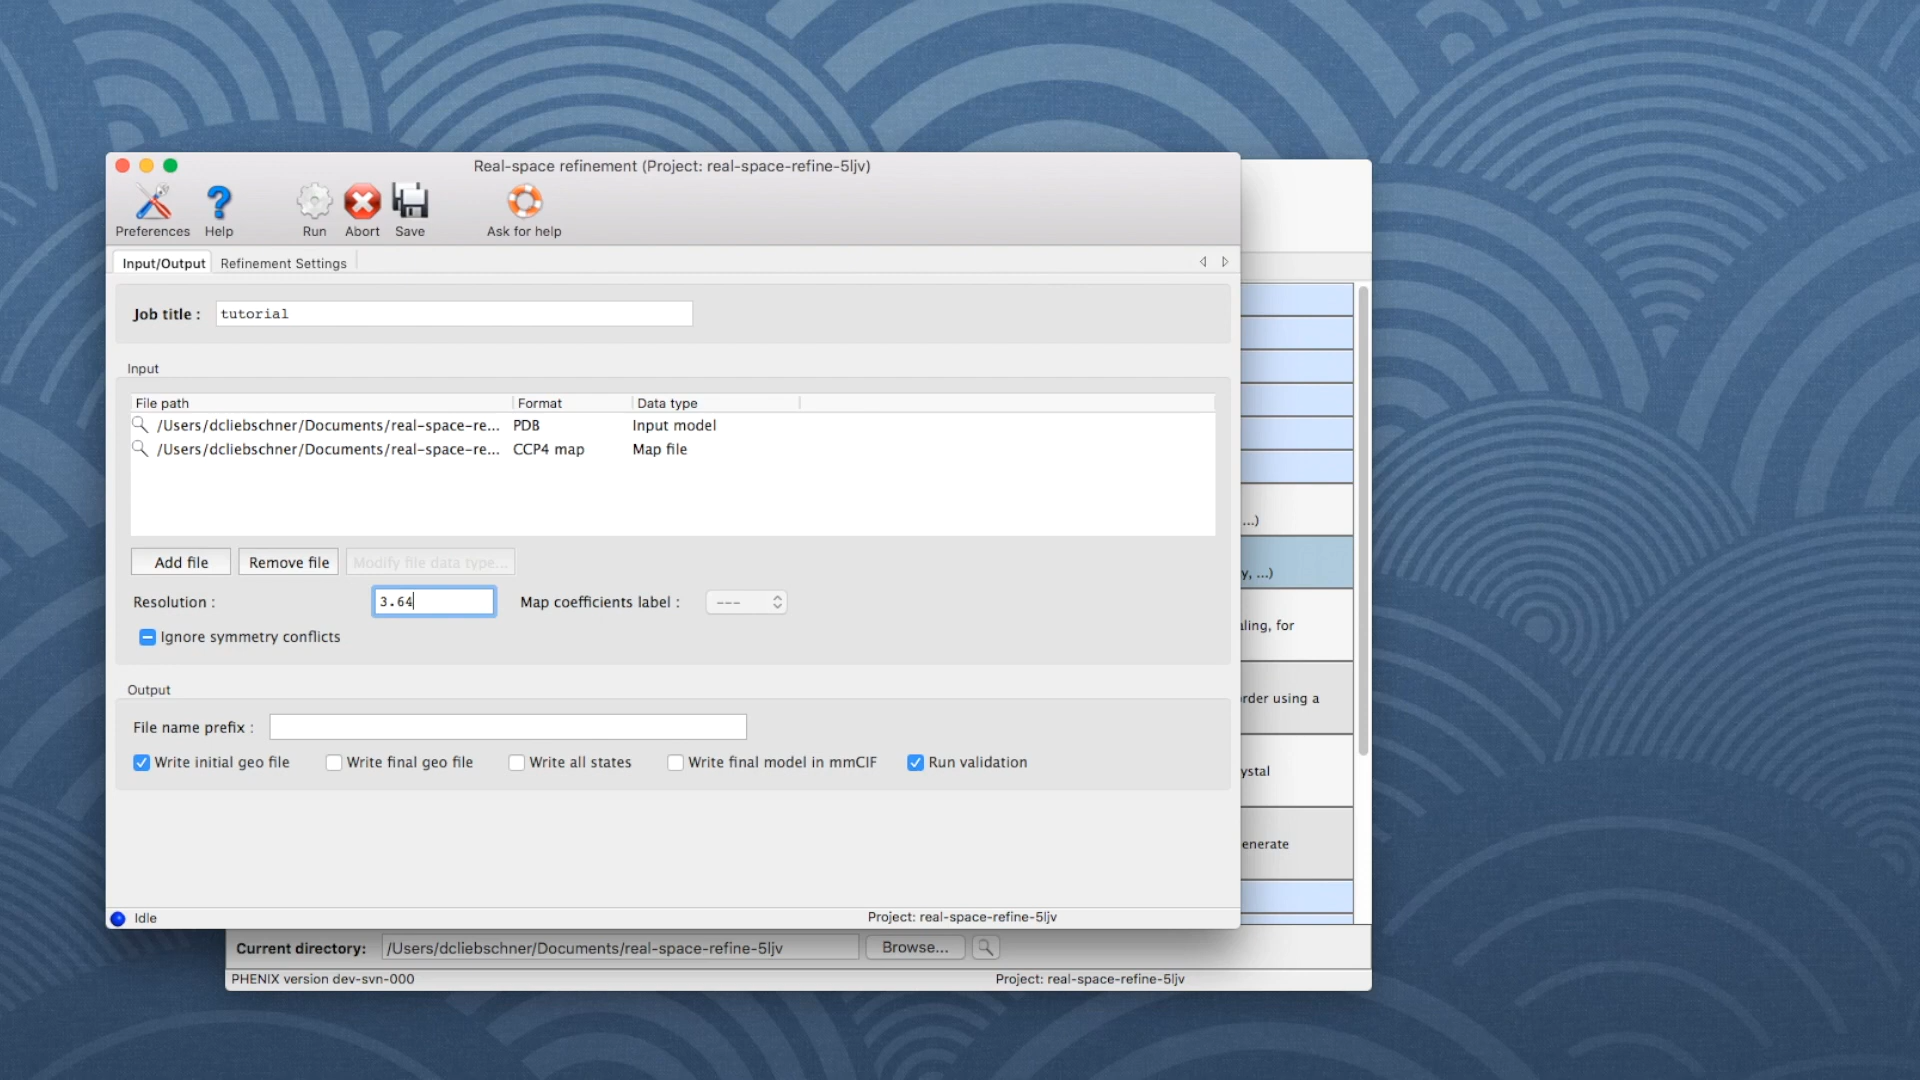 Real-space refinement (Project: real-space-refine-5ljv)
Preferences Help Run Abort Save Ask for help
Input/Output Refinement Settings
Job title : tutorial
Input
File path Format Data type
/Users/dcliebschner/Documents/real-space-re... PDB Input model
/Users/dcliebschner/Documents/real-space-re... CCP4 map Map file
...)
Add file Remove file Modify file data type...
y, ...)
Resolution : 3.64 Map coefficients label : ---
ling, for
Ignore symmetry conflicts
Output
rder using a
File name prefix :
Write initial geo file Write final geo file Write all states Write final model in mmCIF Run validation
ystal
enerate
Idle Project: real-space-refine-5ljv
Current directory: /Users/dcliebschner/Documents/real-space-refine-5ljv Browse...
PHENIX version dev-svn-000 Project: real-space-refine-5ljv